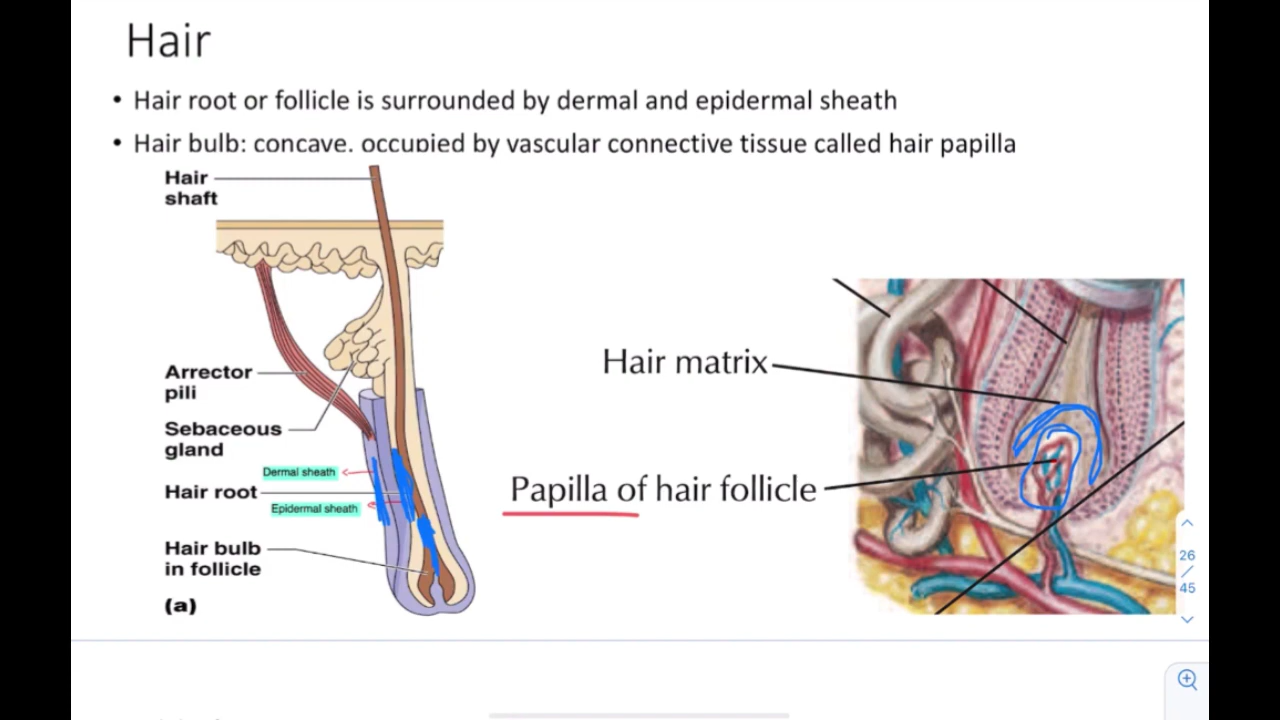 Hair
• Hair root or follicle is surrounded by dermal and epidermal sheath
• Hair bulb: concave, occupied by vascular connective tissue called hair papilla
Hair
shaft
Arrector
pili
Sebaceous
gland
Dermal sheath
Hair root
Epidermal sheath
Hair bulb
in follicle
(a)
Hair matrix
Papilla of hair follicle
26
/
45